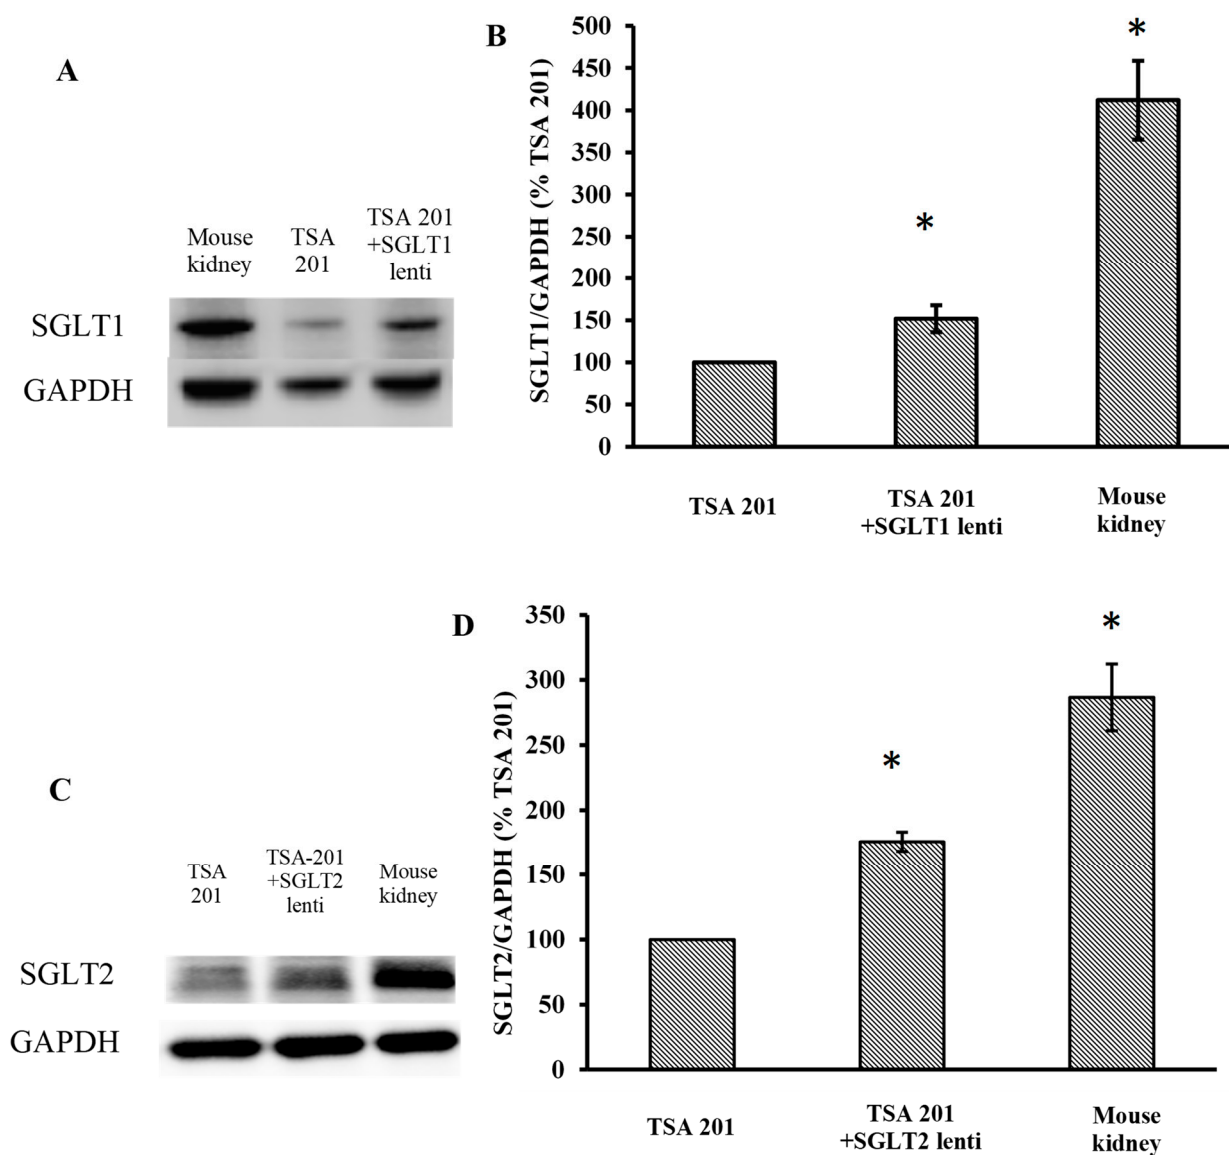 A
Mouse
kidney
TSA
201
TSA 201
+SGLT1
lenti
SGLT1
GAPDH
B
SGLT1/GAPDH (% TSA 201)
500
450
400
350
300
250
200
150
100
50
0
*
*
TSA 201
TSA 201
+SGLT1 lenti
Mouse
kidney
C
TSA
201
TSA-201
+SGLT2
lenti
Mouse
kidney
SGLT2
GAPDH
D
SGLT2/GAPDH (% TSA 201)
350
300
250
200
150
100
50
0
*
*
TSA 201
TSA 201
+SGLT2 lenti
Mouse
kidney